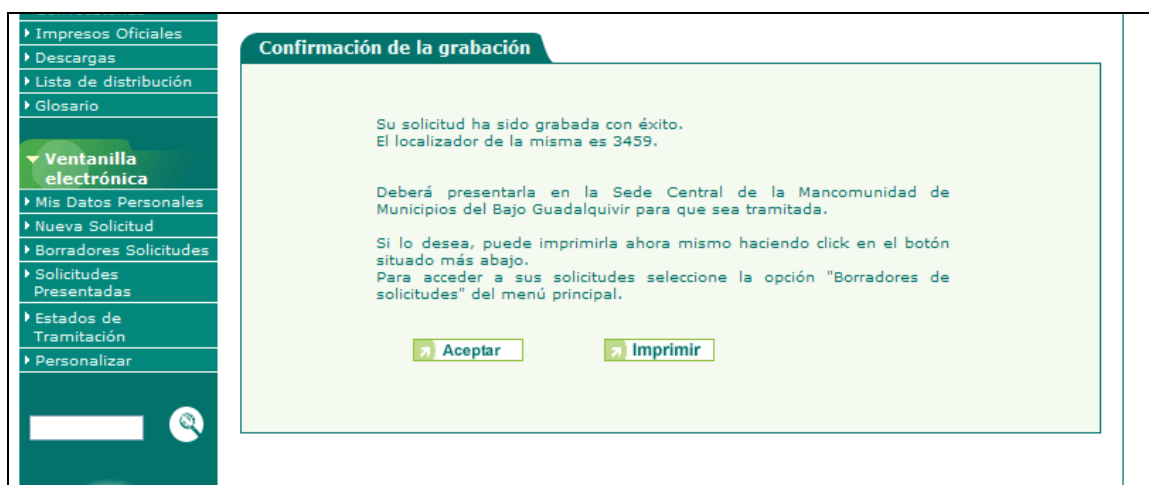 Impresos Oficiales
Descargas
Lista de distribución
Glosario
Ventanilla
electrónica
Mis Datos Personales
Nueva Solicitud
Borradores Solicitudes
Solicitudes
Presentadas
Estados de
Tramitación
Personalizar
Confirmación de la grabación
Su solicitud ha sido grabada con éxito.
El localizador de la misma es 3459.
Deberá presentarla en la Sede Central de la Mancomunidad de
Municipios del Bajo Guadalquivir para que sea tramitada.
Si lo desea, puede imprimirla ahora mismo haciendo click en el botón
situado más abajo.
Para acceder a sus solicitudes seleccione la opción "Borradores de
solicitudes" del menú principal.
Aceptar
Imprimir